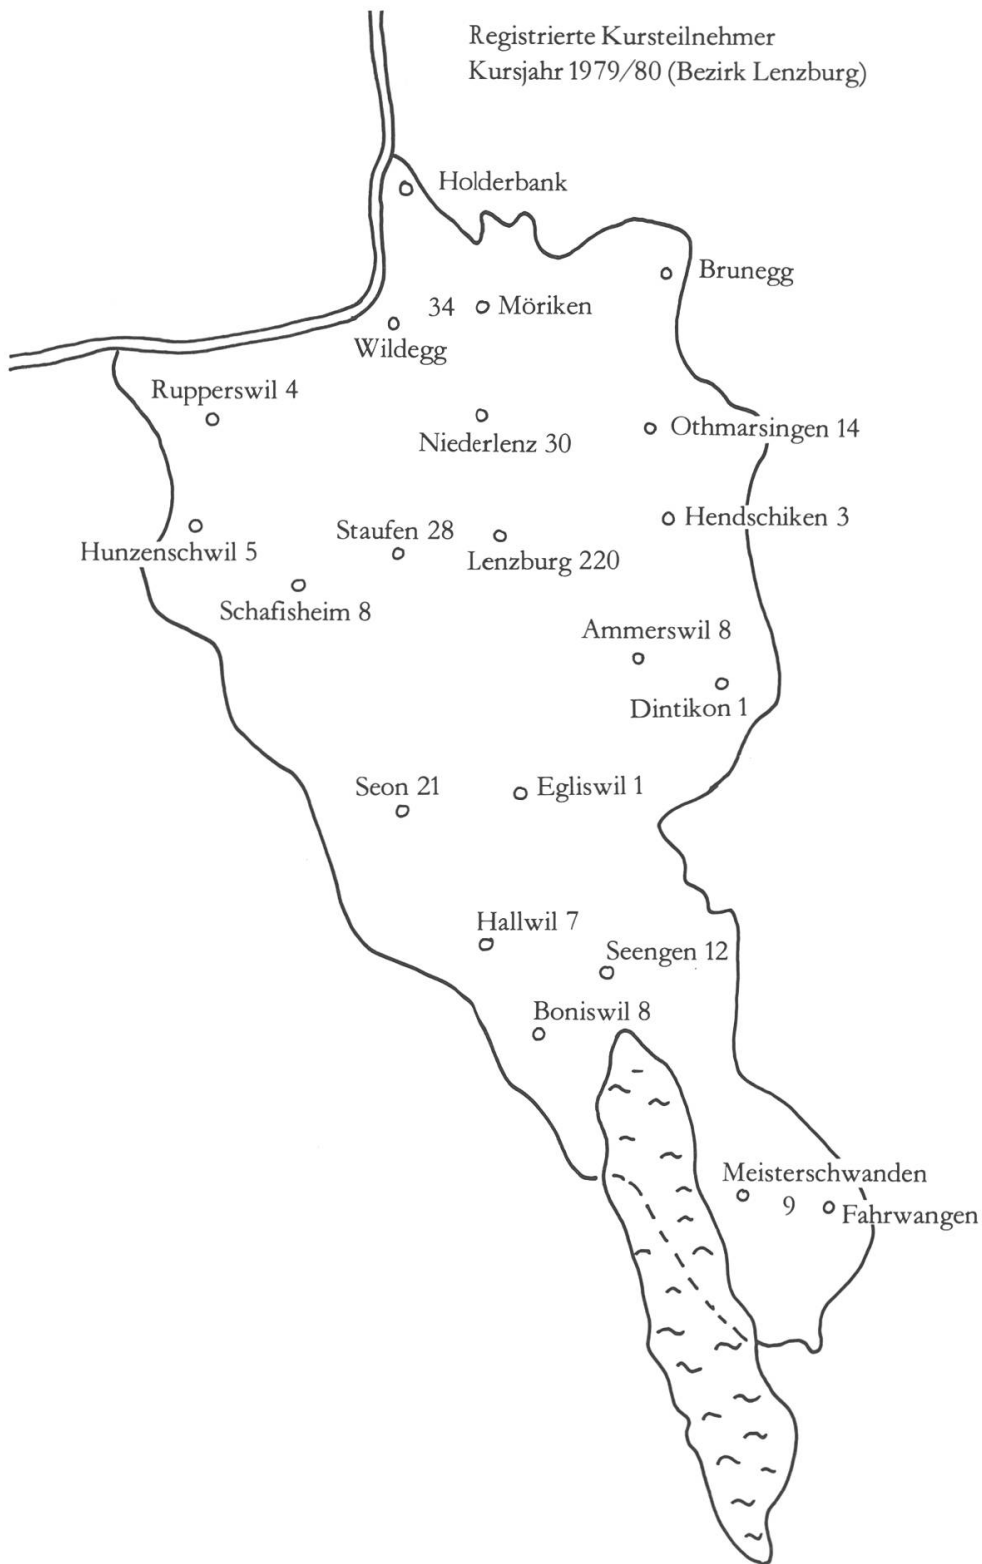 Registrierte Kursteilnehmer
Kursjahr 1979/80 (Bezirk Lenzburg)
Holderbank
Brunegg
34 Möriken
Wildegg
Rupperswil 4
Othmarsingen 14
Niederlenz 30
Hendschiken 3
Staufen 28
Hunzenschwil 5
Lenzburg 220
Schafisheim 8
Ammerswil 8
Dintikon 1
Seon 21
Egliswil 1
Hallwil 7
Seengen 12
Boniswil 8
Meisterschwanden
9
Fahrwangen